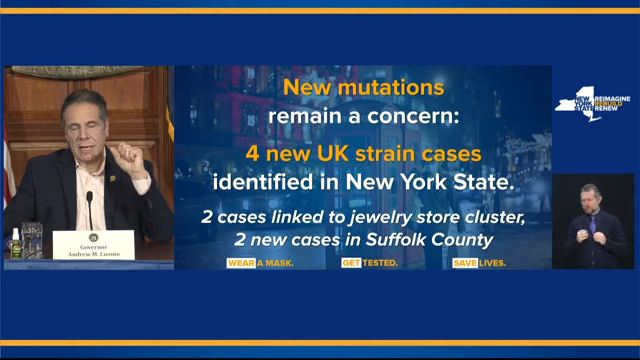 New mutations
remain a concern:
4 new UK strain cases
identified in New York State.
2 cases linked to jewelry store cluster,
2 new cases in Suffolk County
WEAR A MASK.
GET TESTED.
SAVE LIVES.
Governor
Andrew M. Cuomo
NEW YORK STATE
REIMAGINE
REBUILD
RENEW